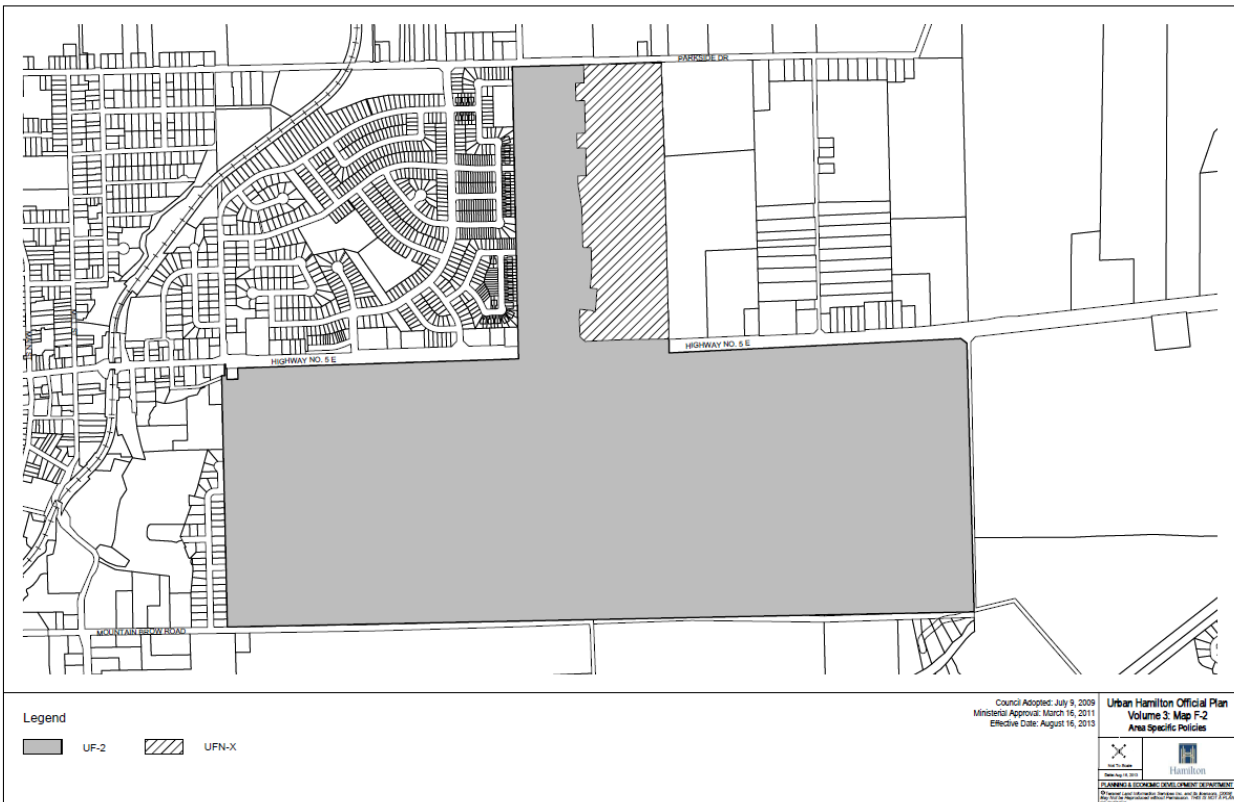 PARKSIDE DR
HIGHWAY NO. 5 E
HIGHWAY NO. 5 E
MOUNTAIN BROW ROAD
Legend
UF-2
UFN-X
Council Adopted: July 9, 2009
Ministerial Approval: March 16, 2011
Effective Date: August 16, 2013
Urban Hamilton Official Plan
Volume 3: Map F-2
Area Specific Policies
Not To Scale
Hamilton
PLANNING & ECONOMIC DEVELOPMENT DEPARTMENT